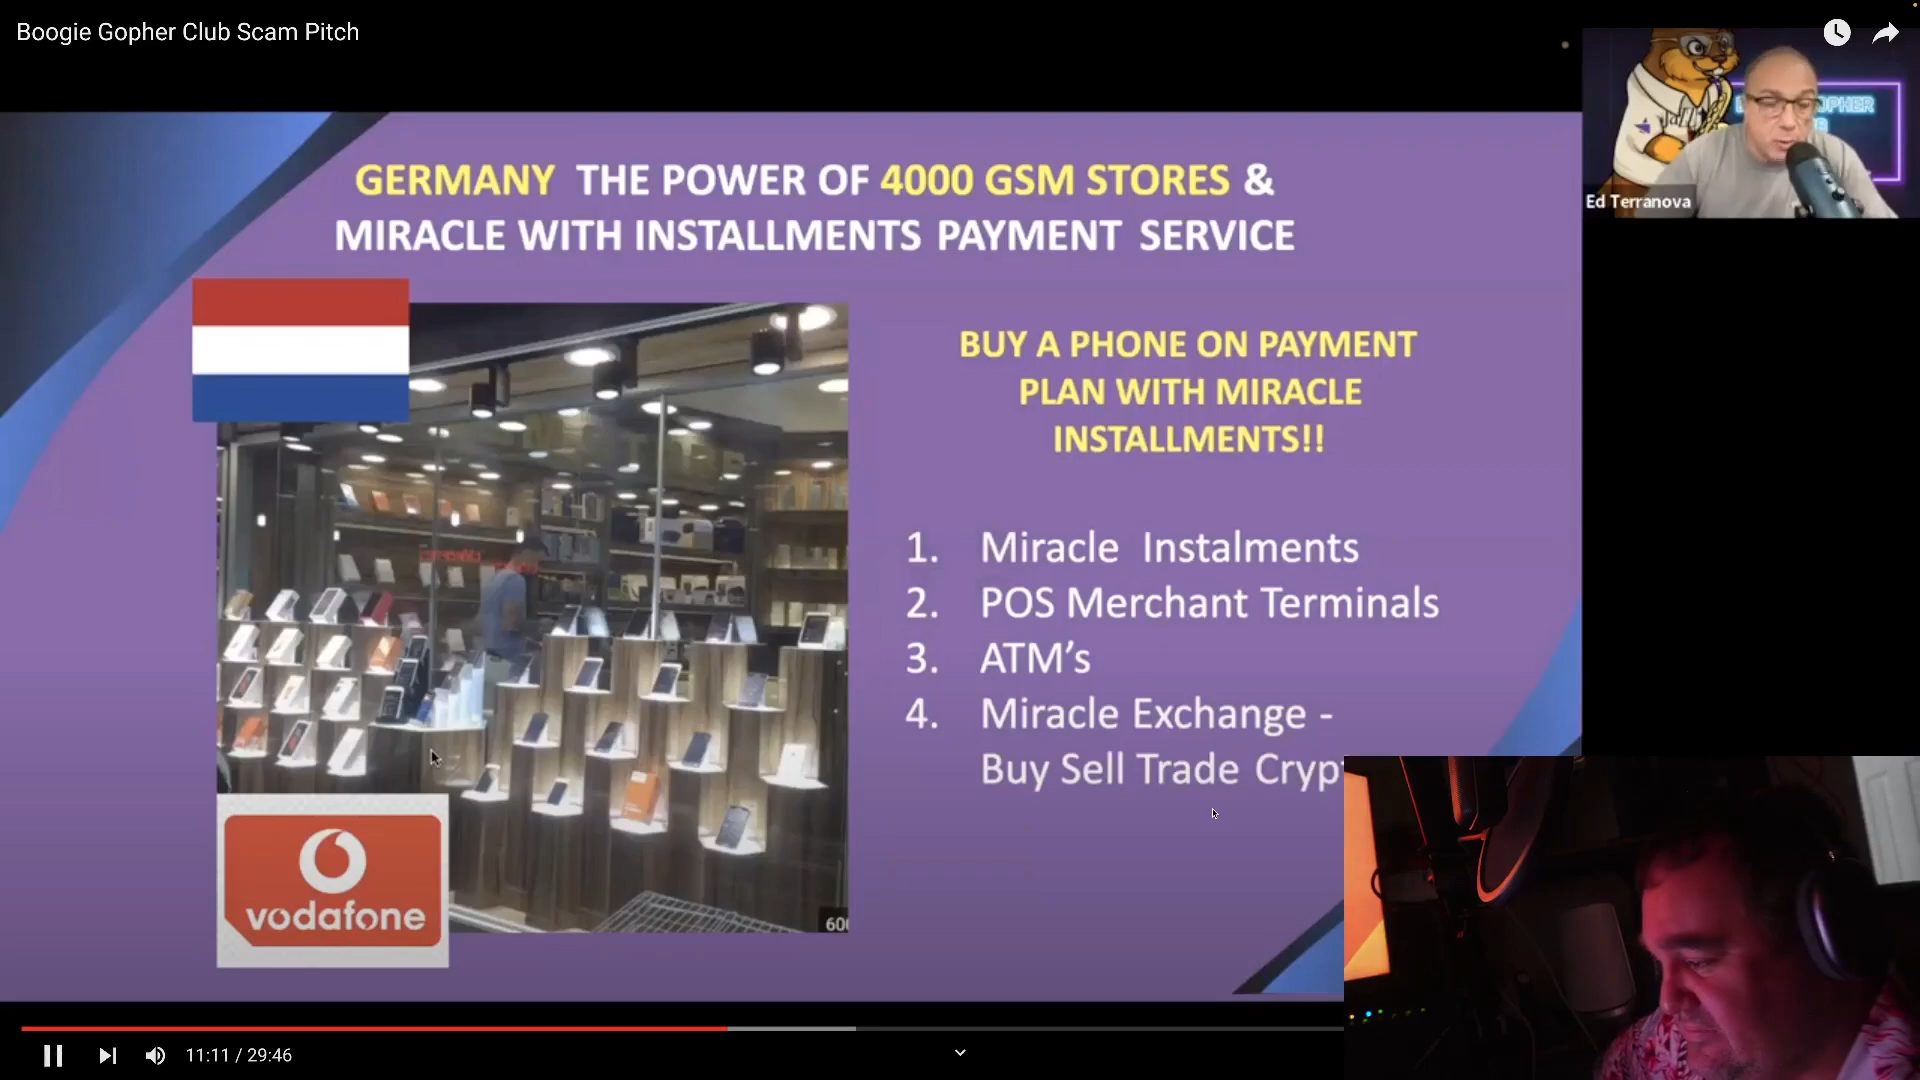 Boogie Gopher Club Scam Pitch
Ed Terranova
GERMANY THE POWER OF 4000 GSM STORES &
MIRACLE WITH INSTALLMENTS PAYMENT SERVICE
BUY A PHONE ON PAYMENT
PLAN WITH MIRACLE
INSTALLMENTS!!
1. Miracle Instalments
2. POS Merchant Terminals
3. ATM’s
4. Miracle Exchange -
Buy Sell Trade
vodafone
11:11 / 29:46